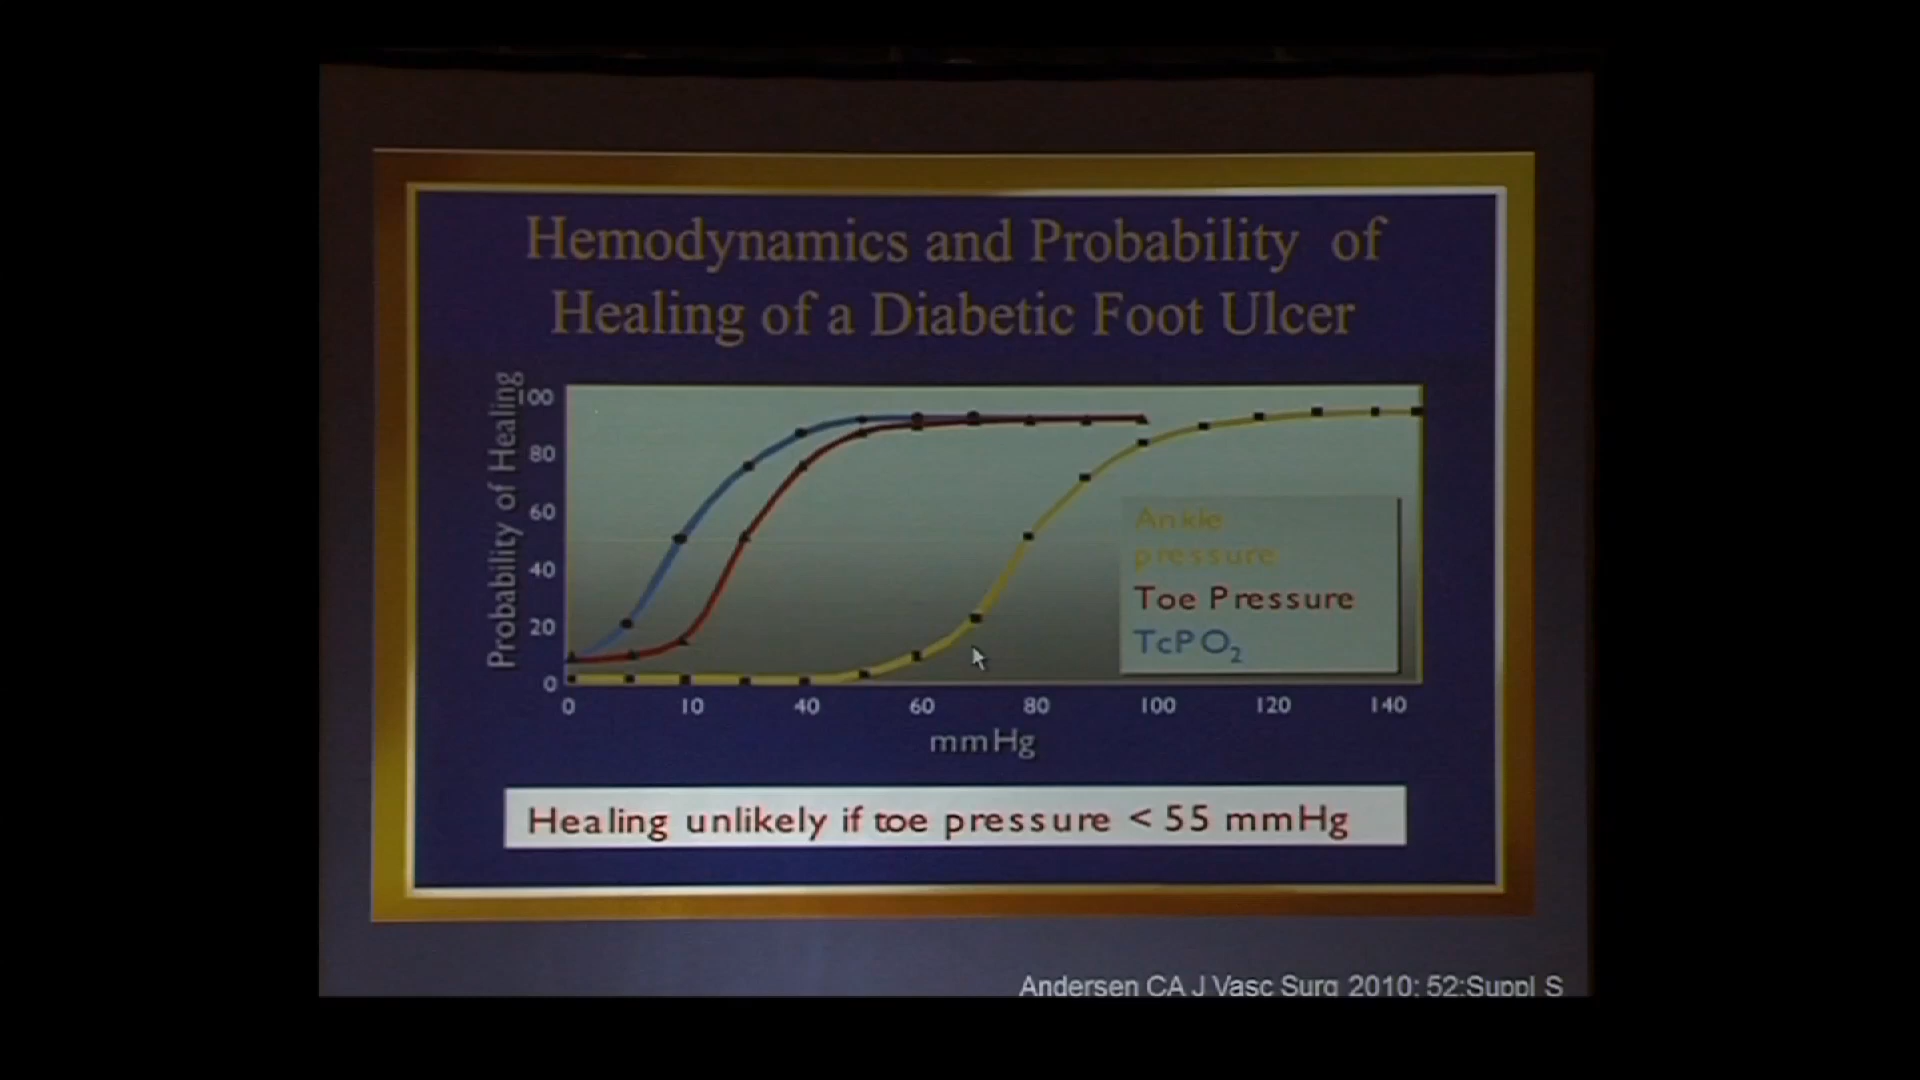 Hemodynamics and Probability of
Healing of a Diabetic Foot Ulcer
Probability of Healing
100
80
60
40
20
0
0 10 40 60 80 100 120 140
mmHg
Ankle
pressure
Toe Pressure
TcPO₂
Healing unlikely if toe pressure < 55 mmHg
Andersen CA J Vasc Surg 2010; 52:Suppl S